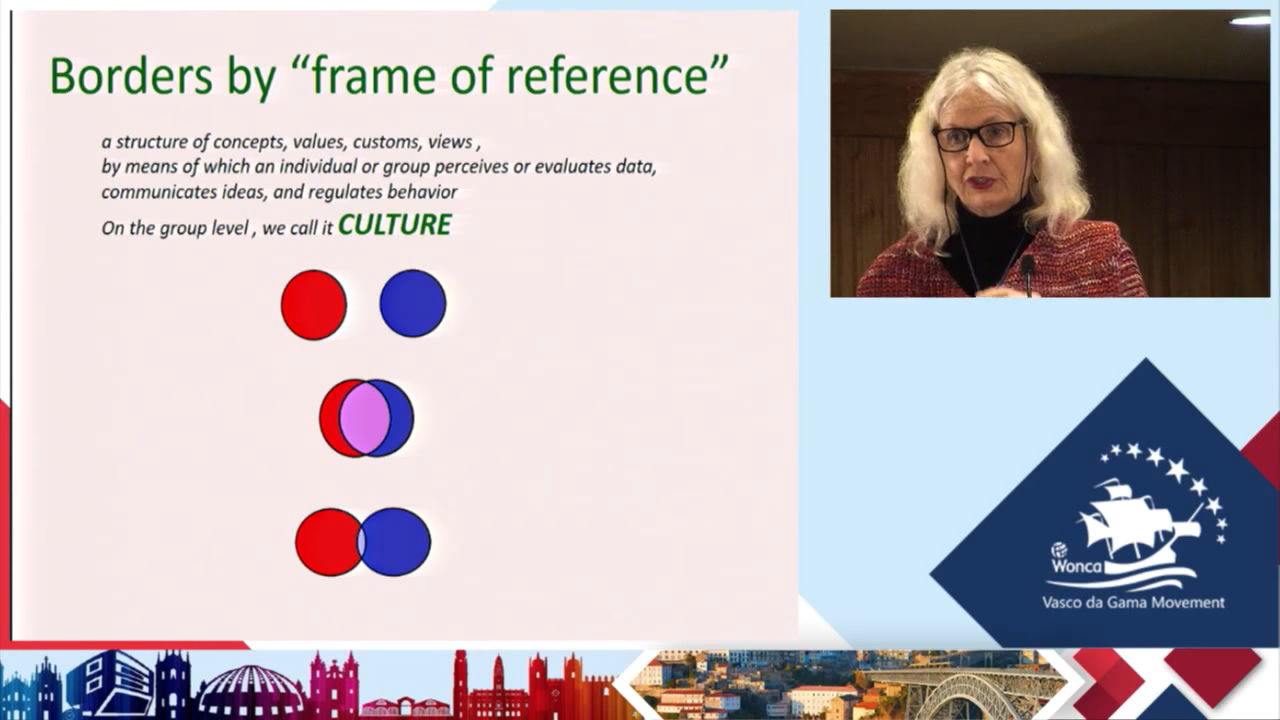 Borders by “frame of reference”
a structure of concepts, values, customs, views ,
by means of which an individual or group perceives or evaluates data,
communicates ideas, and regulates behavior
On the group level , we call it CULTURE
Wonca
Vasco da Gama Movement